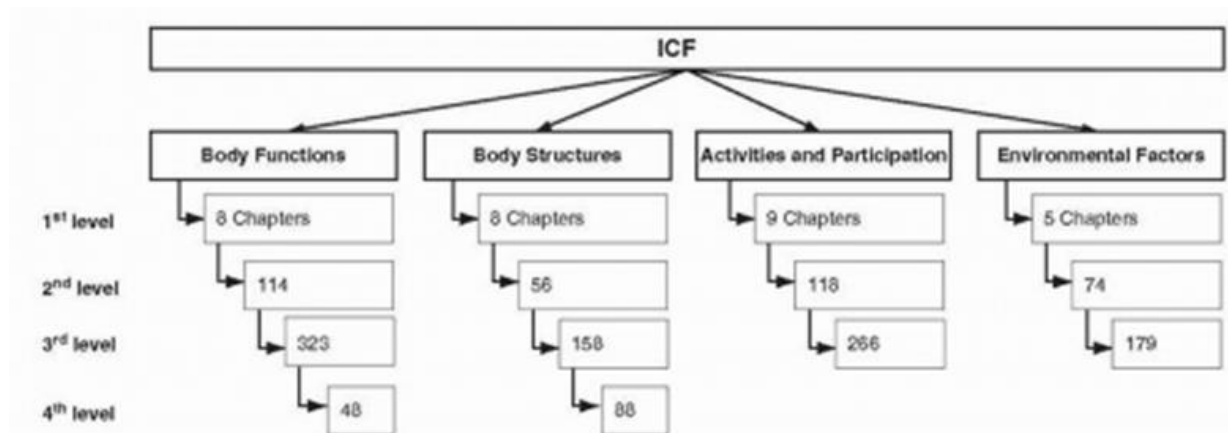 ICF
Body Functions Body Structures Activities and Participation Environmental Factors
1st level 8 Chapters 8 Chapters 9 Chapters 5 Chapters
2nd level 114 56 118 74
3rd level 323 158 266 179
4th level 48 88